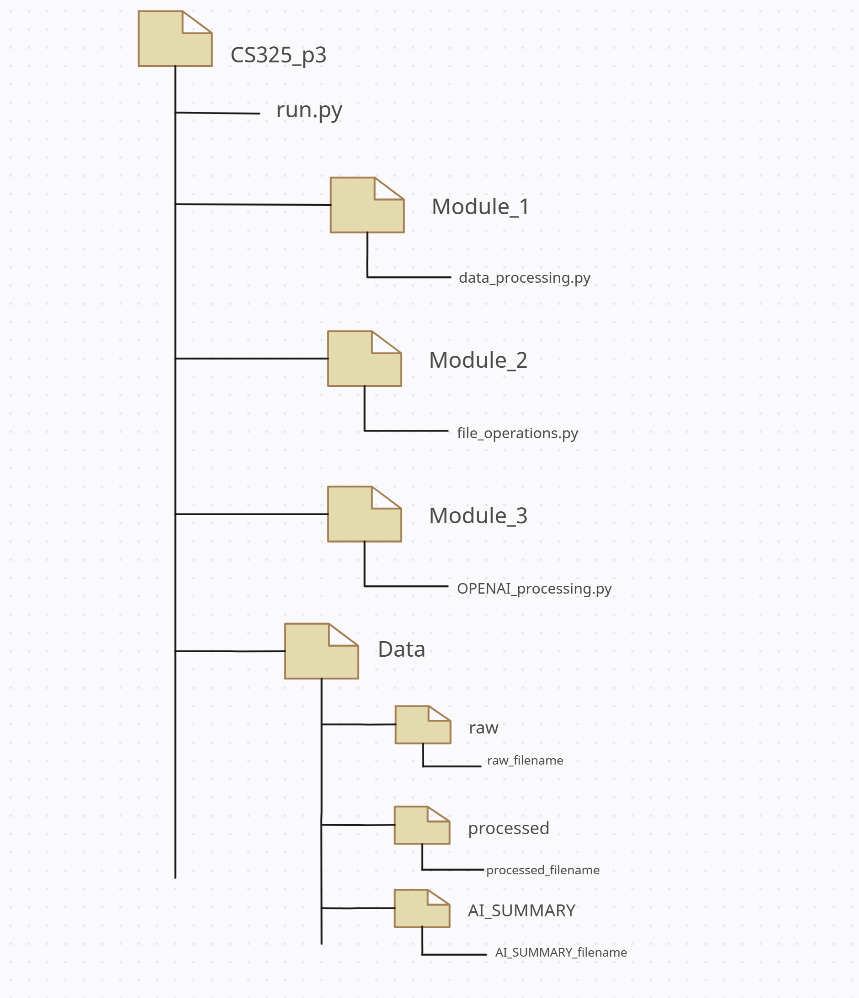 CS325_p3
run.py
Module_1
data_processing.py
Module_2
file_operations.py
Module_3
OPENAI_processing.py
Data
raw
raw_filename
processed
processed_filename
AI_SUMMARY
AI_SUMMARY_filename